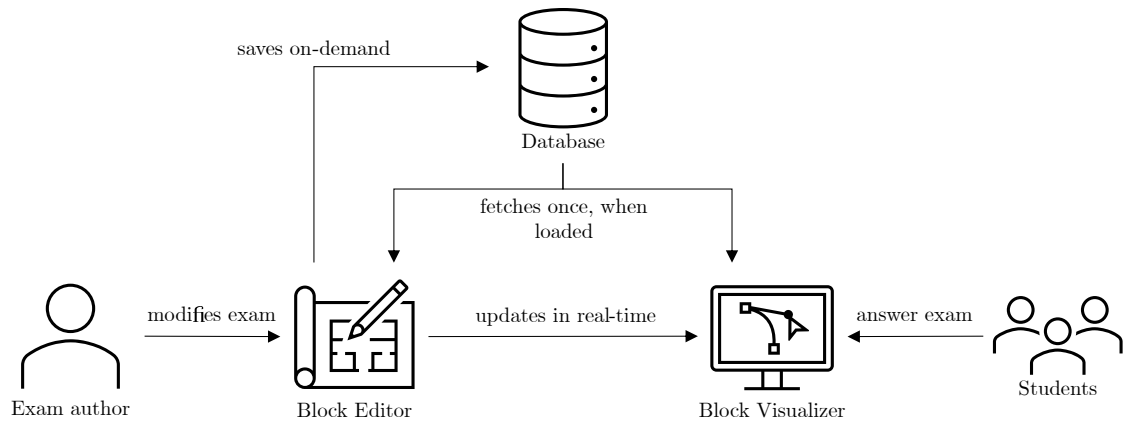 saves on-demand
Database
fetches once, when
loaded
modifies exam
updates in real-time
answer exam
Exam author
Block Editor
Block Visualizer
Students